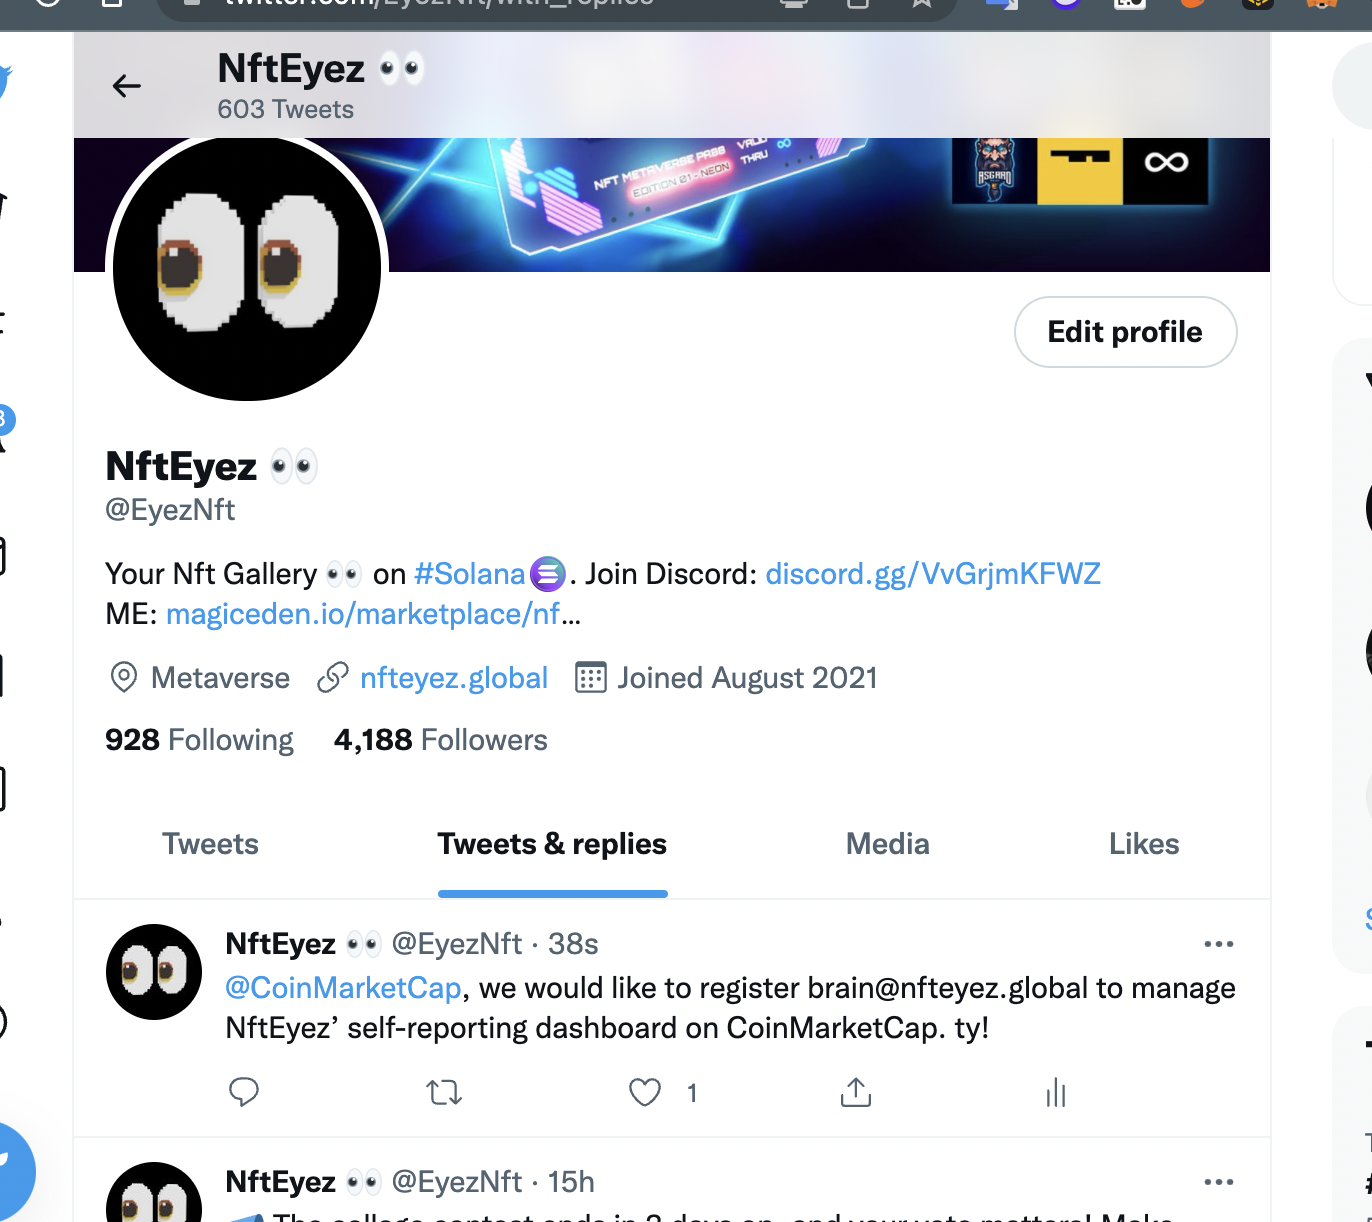 twitter.com/EyezNft/with_replies
NftEyez 👀
603 Tweets
NFT METAVERSE PASS
EDITION 01 - NEON
VALID
THRU ∞
ASGARD
Edit profile
NftEyez 👀
@EyezNft
Your Nft Gallery 👀 on #Solana. Join Discord: discord.gg/VvGrjmKFWZ
ME: magiceden.io/marketplace/nf...
Metaverse nfteyez.global Joined August 2021
928 Following 4,188 Followers
Tweets Tweets & replies Media Likes
NftEyez 👀 @EyezNft · 38s
@CoinMarketCap, we would like to register brain@nfteyez.global to manage
NftEyez’ self-reporting dashboard on CoinMarketCap. ty!
1
NftEyez 👀 @EyezNft · 15h